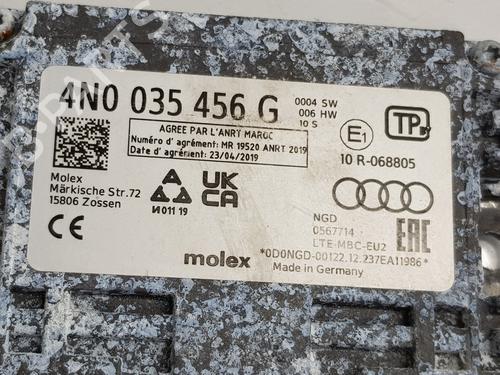 4N0 035 456 G
0004 SW
006 HW
10 S
TP
E1
AGREE PAR L'ANRT MAROC
Numéro d'agrément: MR 19520 ANRT 2019
Date d'agrément: 23/04/2019
10 R-068805
Molex
Märkische Str.72
15806 Zossen
UK
CA
И011 19
NGD
0567714
LTE-MBC-EU2
EAC
CE
molex
*0D0NGD-00122.12.237EA11986*
Made in Germany